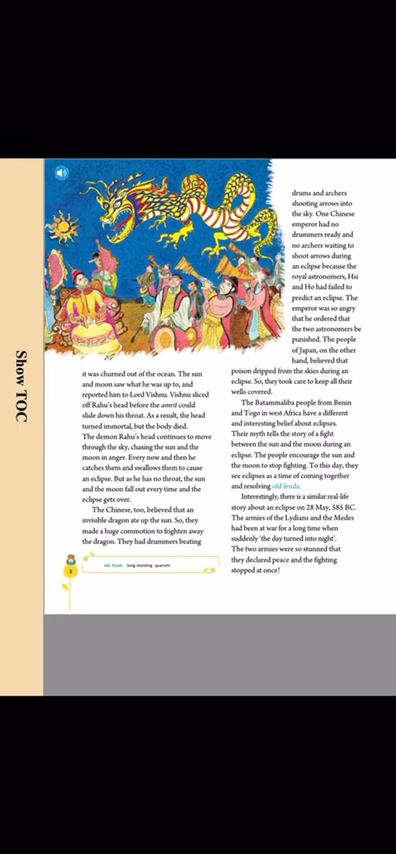 Show TOC
it was churned out of the ocean. The sun
and moon saw what he was up to, and
reported him to Lord Vishnu. Vishnu sliced
off Rahu's head before the amrit could
slide down his throat. As a result, the head
turned immortal, but the body died.
The demon Rahu's head continues to move
through the sky, chasing the sun and the
moon in anger. Every now and then he
catches them and swallows them to cause
an eclipse. But as he has no throat, the sun
and the moon fall out every time and the
eclipse gets over.
The Chinese, too, believed that an
invisible dragon ate up the sun. So, they
made a huge commotion to frighten away
the dragon. They had drummers beating
old feuds long-standing quarrels
8
drums and archers
shooting arrows into
the sky. One Chinese
emperor had no
drummers ready and
no archers waiting to
shoot arrows during
an eclipse because the
royal astronomers, Hsi
and Ho had failed to
predict an eclipse. The
emperor was so angry
that he ordered that
the two astronomers be
punished. The people
of Japan, on the other
hand, believed that
poison dripped from the skies during an
eclipse. So, they took care to keep all their
wells covered.
The Batammaliba people from Benin
and Togo in west Africa have a different
and interesting belief about eclipses.
Their myth tells the story of a fight
between the sun and the moon during an
eclipse. The people encourage the sun and
the moon to stop fighting. To this day, they
see eclipses as a time of coming together
and resolving old feuds.
Interestingly, there is a similar real-life
story about an eclipse on 28 May, 585 BC.
The armies of the Lydians and the Medes
had been at war for a long time when
suddenly 'the day turned into night'.
The two armies were so stunned that
they declared peace and the fighting
stopped at once!